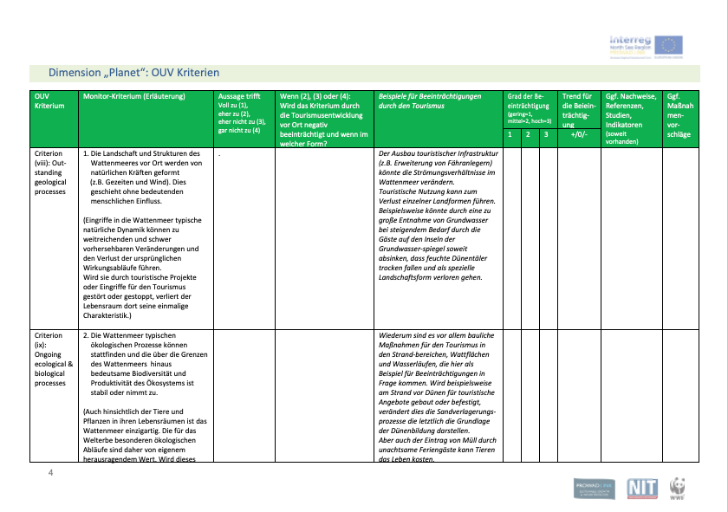 Interreg
North Sea Region
Dimension „Planet“: OUV Kriterien
OUV
Kriterium
Monitor-Kriterium (Erläuterung)
Aussage trifft
Voll zu (1),
eher zu (2),
eher nicht zu (3),
gar nicht zu (4)
Wenn (2), (3) oder (4):
Wird das Kriterium durch
die Tourismusentwicklung
vor Ort negativ
beeinträchtigt und wenn im
welcher Form?
Beispiele für Beeinträchtigungen
durch den Tourismus
Grad der Be-
einträchtigung
(gering=1,
mittel=2, hoch=3)
1 2 3
Trend für
die Beiein-
trächtig-
ung
+/0/-
Ggf. Nachweise,
Referenzen,
Studien,
Indikatoren
(soweit
vorhanden)
Ggf.
Maßnah
men-
vor-
schläge
Criterion
(viii): Out-
standing
geological
processes
1. Die Landschaft und Strukturen des
Wattenmeeres vor Ort werden von
natürlichen Kräften geformt
(z.B. Gezeiten und Wind). Dies
geschieht ohne bedeutenden
menschlichen Einfluss.
(Eingriffe in die Wattenmeer typische
natürliche Dynamik können zu
weitreichenden und schwer
vorhersehbaren Veränderungen und
den Verlust der ursprünglichen
Wirkungsabläufe führen.
Wird sie durch touristische Projekte
oder Eingriffe für den Tourismus
gestört oder gestoppt, verliert der
Lebensraum dort seine einmalige
Charakteristik.)
.
Der Ausbau touristischer Infrastruktur
(z.B. Erweiterung von Fähranlegern)
könnte die Strömungsverhältnisse im
Wattenmeer verändern.
Touristische Nutzung kann zum
Verlust einzelner Landformen führen.
Beispielsweise könnte durch eine zu
große Entnahme von Grundwasser
bei steigendem Bedarf durch die
Gäste auf den Inseln der
Grundwasser-spiegel soweit
absinken, dass feuchte Dünentäler
trocken fallen und als spezielle
Landschaftsform verloren gehen.
Criterion
(ix):
Ongoing
ecological &
biological
processes
2. Die Wattenmeer typischen
ökologischen Prozesse können
stattfinden und die über die Grenzen
des Wattenmeers hinaus
bedeutsame Biodiversität und
Produktivität des Ökosystems ist
stabil oder nimmt zu.
(Auch hinsichtlich der Tiere und
Pflanzen in ihren Lebensräumen ist das
Wattenmeer einzigartig. Die für das
Welterbe besonderen ökologischen
Abläufe sind daher von eigenem
herausragendem Wert. Wird dieses
Wiederum sind es vor allem bauliche
Maßnahmen für den Tourismus in
den Strand-bereichen, Wattflächen
und Wasserläufen, die hier als
Beispiel für Beeinträchtigungen in
Frage kommen. Wird beispielsweise
am Strand vor Dünen für touristische
Angebote gebaut oder befestigt,
verändert dies die Sandverlagerungs-
prozesse die letztlich die Grundlage
der Dünenbildung darstellen.
Aber auch der Eintrag von Müll durch
unachtsame Feriengäste kann Tieren
das Leben kosten.
4
NIT
WWF